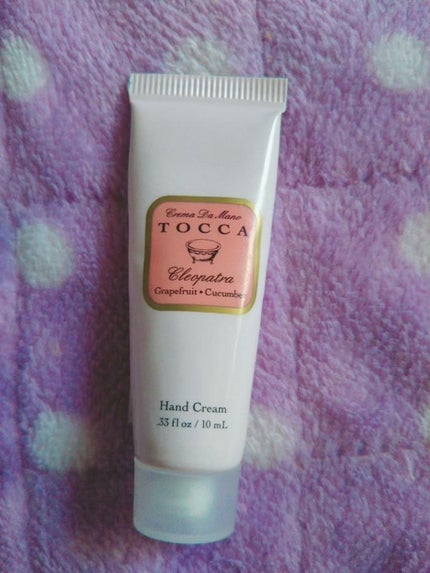 Crema Da Mano
TOCCA
Cleopatra
Grapefruit • Cucumber
Hand Cream
.33 fl oz / 10 mL